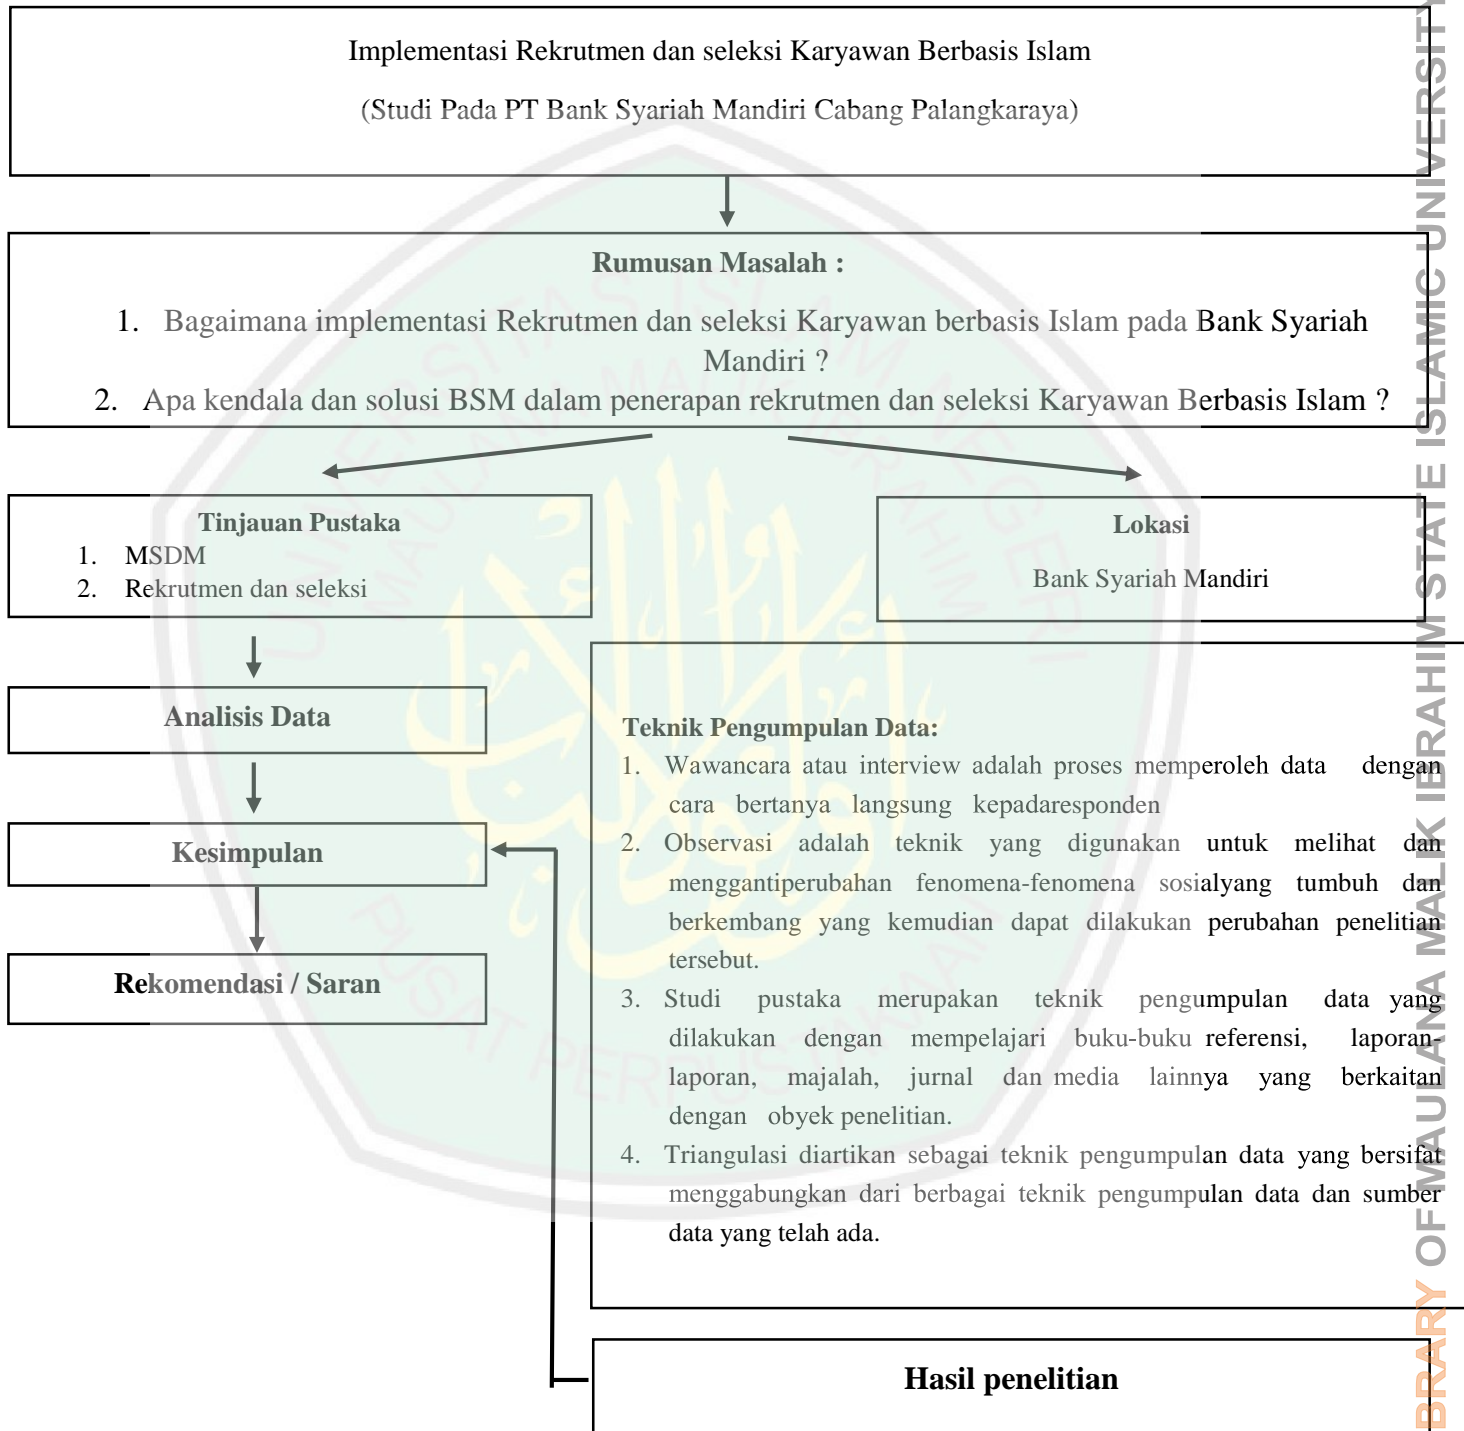 Implementasi Rekrutmen dan seleksi Karyawan Berbasis Islam
(Studi Pada PT Bank Syariah Mandiri Cabang Palangkaraya)
Rumusan Masalah :
1. Bagaimana implementasi Rekrutmen dan seleksi Karyawan berbasis Islam pada Bank Syariah
Mandiri ?
2. Apa kendala dan solusi BSM dalam penerapan rekrutmen dan seleksi Karyawan Berbasis Islam ?
Tinjauan Pustaka
1. MSDM
2. Rekrutmen dan seleksi
Lokasi
Bank Syariah Mandiri
Analisis Data
Kesimpulan
Rekomendasi / Saran
Teknik Pengumpulan Data:
1. Wawancara atau interview adalah proses memperoleh data dengan
cara bertanya langsung kepadaresponden
2. Observasi adalah teknik yang digunakan untuk melihat dan
menggantiperubahan fenomena-fenomena sosialyang tumbuh dan
berkembang yang kemudian dapat dilakukan perubahan penelitian
tersebut.
3. Studi pustaka merupakan teknik pengumpulan data yang
dilakukan dengan mempelajari buku-buku referensi, laporan-
laporan, majalah, jurnal dan media lainnya yang berkaitan
dengan obyek penelitian.
4. Triangulasi diartikan sebagai teknik pengumpulan data yang bersifat
menggabungkan dari berbagai teknik pengumpulan data dan sumber
data yang telah ada.
Hasil penelitian
UNIVERSITAS ISLAM NEGERI
MAULANA MALIK IBRAHIM
PUSAT PERPUSTAKAAN
BRARY OF MAULANA MALIK IBRAHIM STATE ISLAMIC UNIVERSITY